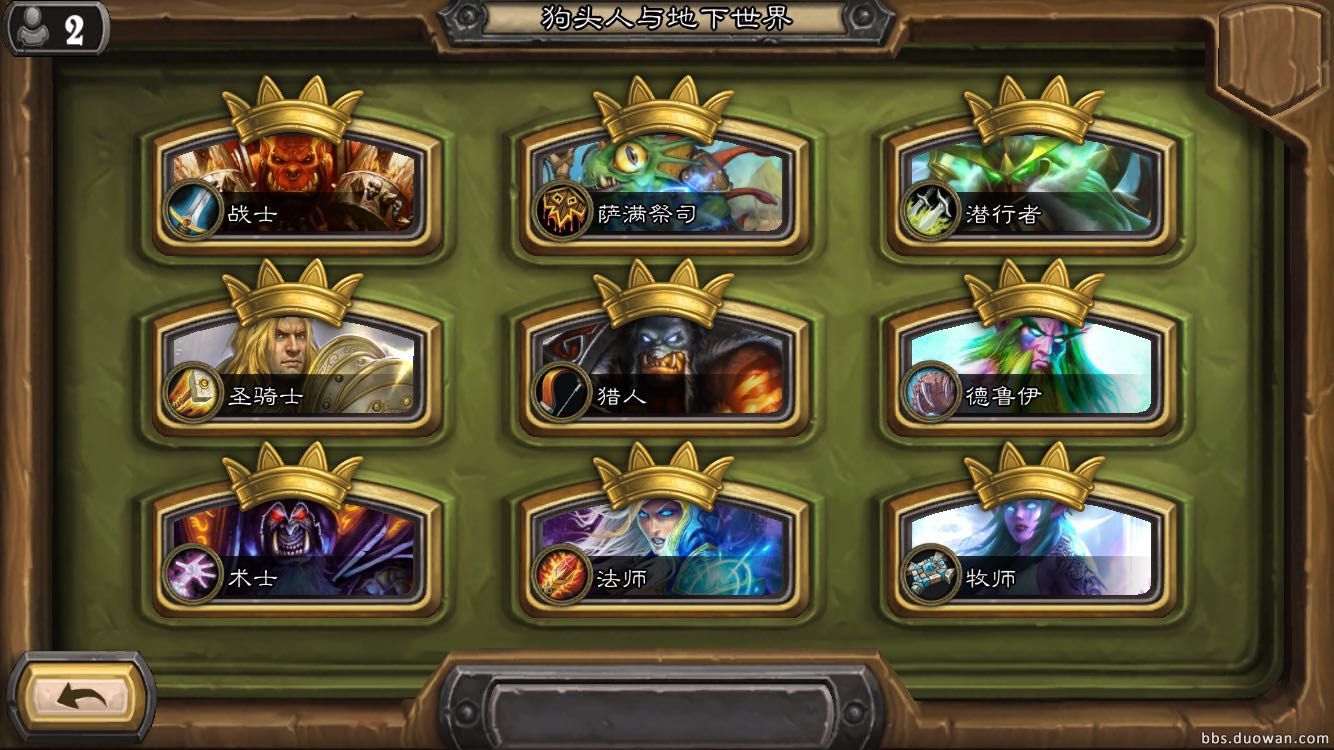 2
狗头人与地下世界
战士
萨满祭司
潜行者
圣骑士
猎人
德鲁伊
术士
法师
牧师
bbs.duowan.com